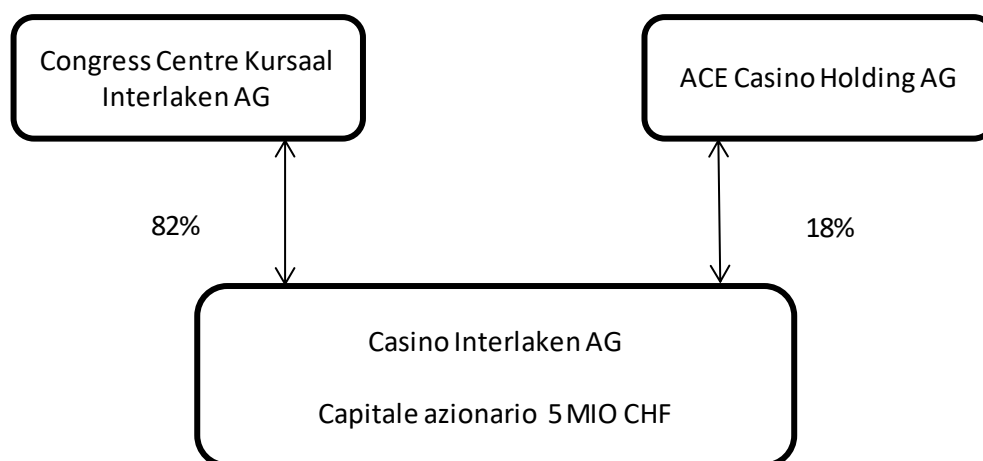 Congress Centre Kursaal
Interlaken AG
ACE Casino Holding AG
82%
18%
Casino Interlaken AG
Capitale azionario 5 MIO CHF